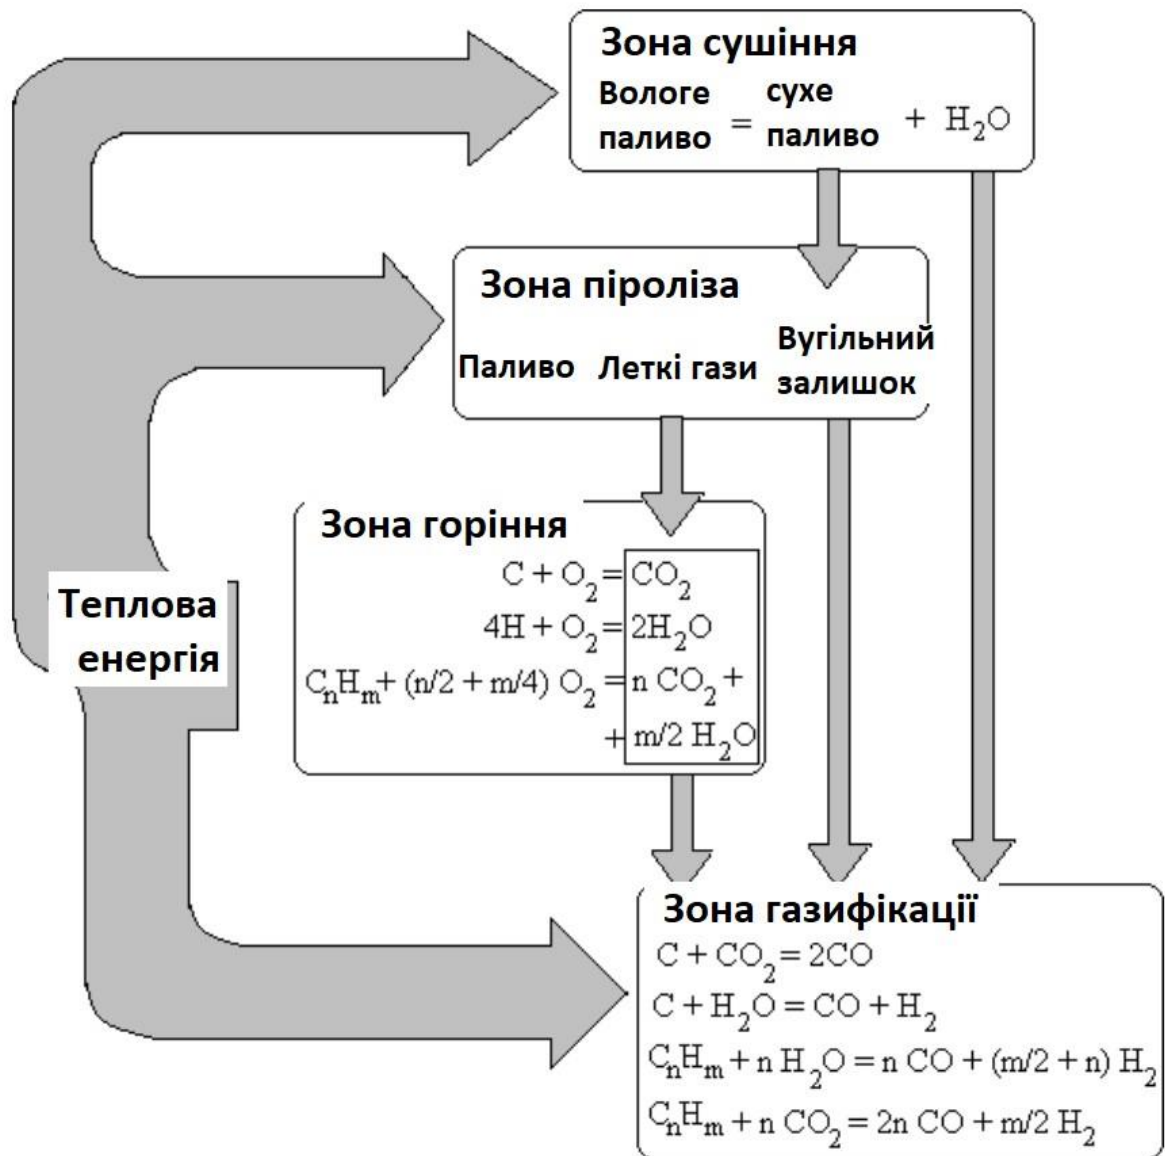 Зона сушіння
Вологе паливо = сухе паливо + H₂O
Зона піроліза
Паливо Леткі гази Вугільний залишок
Зона горіння
C + O₂ = CO₂
4H + O₂ = 2H₂O
CₙHₘ + (n/2 + m/4) O₂ = n CO₂ +
+ m/2 H₂O
Теплова
енергія
Зона газифікації
C + CO₂ = 2CO
C + H₂O = CO + H₂
CₙHₘ + n H₂O = n CO + (m/2 + n) H₂
CₙHₘ + n CO₂ = 2n CO + m/2 H₂